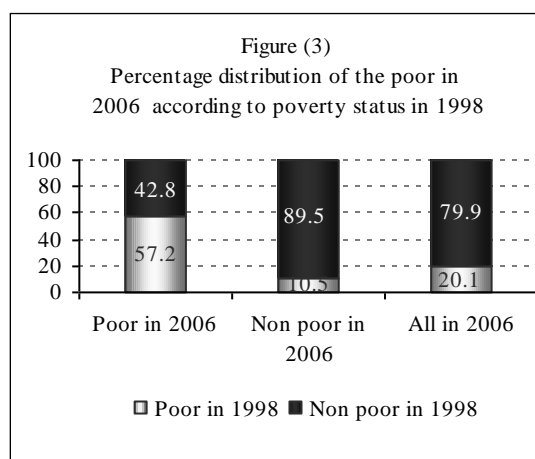 Figure (3)
Percentage distribution of the poor in
2006 according to poverty status in 1998
100
80
60
40
20
0
42.8
57.2
89.5
10.5
79.9
20.1
Poor in 2006
Non poor in
2006
All in 2006
Poor in 1998
Non poor in 1998